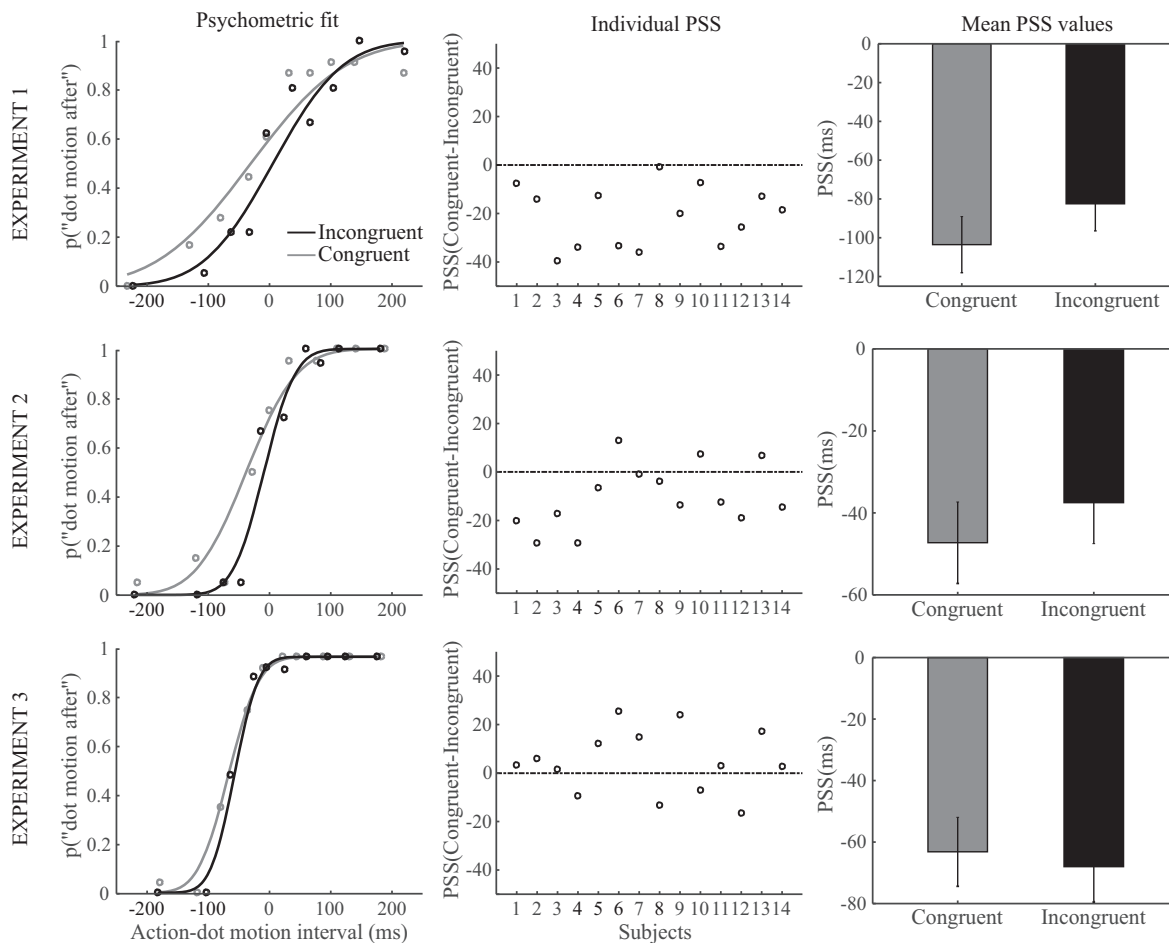 Psychometric fit
Individual PSS
Mean PSS values
EXPERIMENT 1
p("dot motion after")
1
0.8
0.6
0.4
0.2
0
-200 -100 0 100 200
Incongruent
Congruent
PSS(Congruent-Incongruent)
40
20
0
-20
-40
1 2 3 4 5 6 7 8 9 10 11 12 13 14
PSS(ms)
0
-20
-40
-60
-80
-100
-120
Congruent Incongruent
EXPERIMENT 2
p("dot motion after")
1
0.8
0.6
0.4
0.2
0
-200 -100 0 100 200
PSS(Congruent-Incongruent)
40
20
0
-20
-40
1 2 3 4 5 6 7 8 9 10 11 12 13 14
PSS(ms)
0
-20
-40
-60
Congruent Incongruent
EXPERIMENT 3
p("dot motion after")
1
0.8
0.6
0.4
0.2
0
-200 -100 0 100 200
Action-dot motion interval (ms)
PSS(Congruent-Incongruent)
40
20
0
-20
-40
1 2 3 4 5 6 7 8 9 10 11 12 13 14
Subjects
PSS(ms)
0
-20
-40
-60
-80
Congruent Incongruent